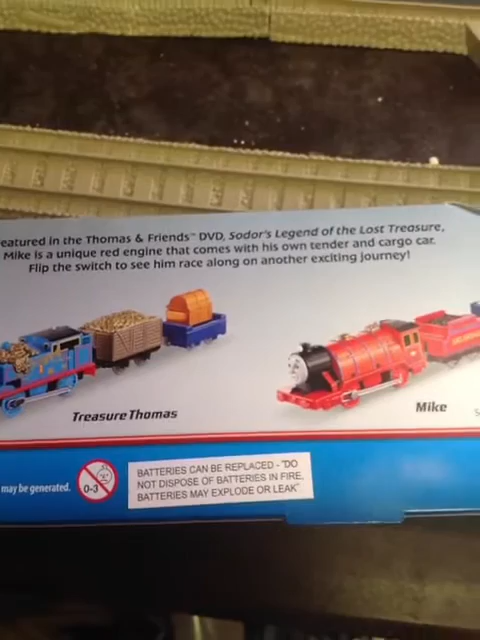 eatured in the Thomas & Friends™ DVD, Sodor's Legend of the Lost Treasure,
Mike is a unique red engine that comes with his own tender and cargo car.
Flip the switch to see him race along on another exciting journey!
Treasure Thomas
Mike
S
may be generated.
0-3
BATTERIES CAN BE REPLACED - "DO
NOT DISPOSE OF BATTERIES IN FIRE,
BATTERIES MAY EXPLODE OR LEAK"